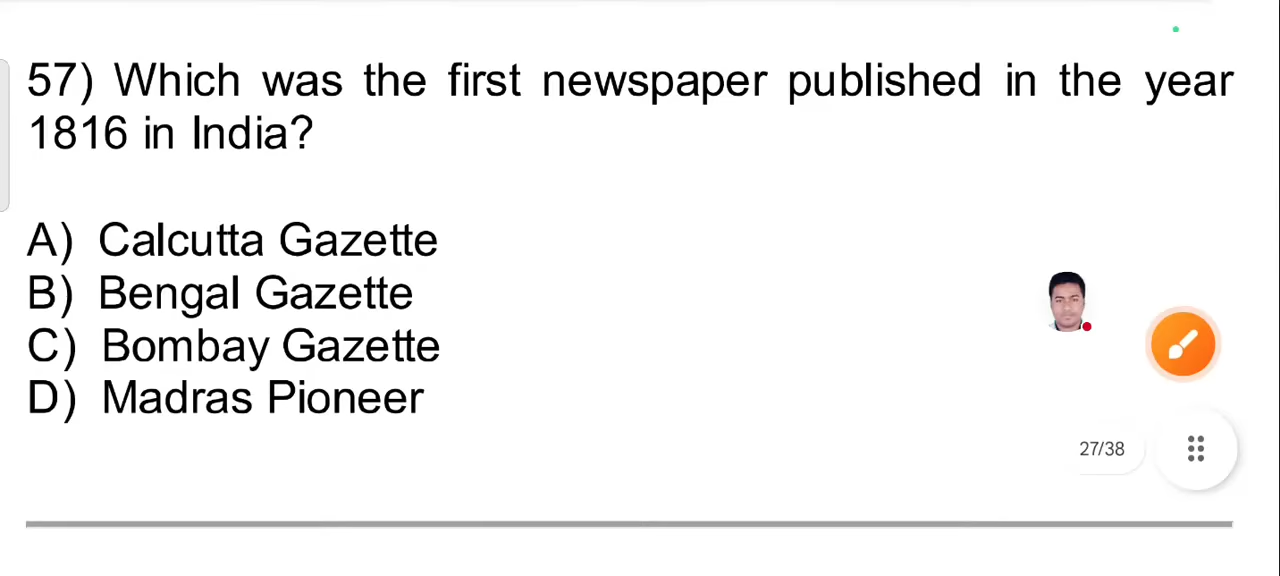 57) Which was the first newspaper published in the year
1816 in India?
A) Calcutta Gazette
B) Bengal Gazette
C) Bombay Gazette
D) Madras Pioneer
27/38